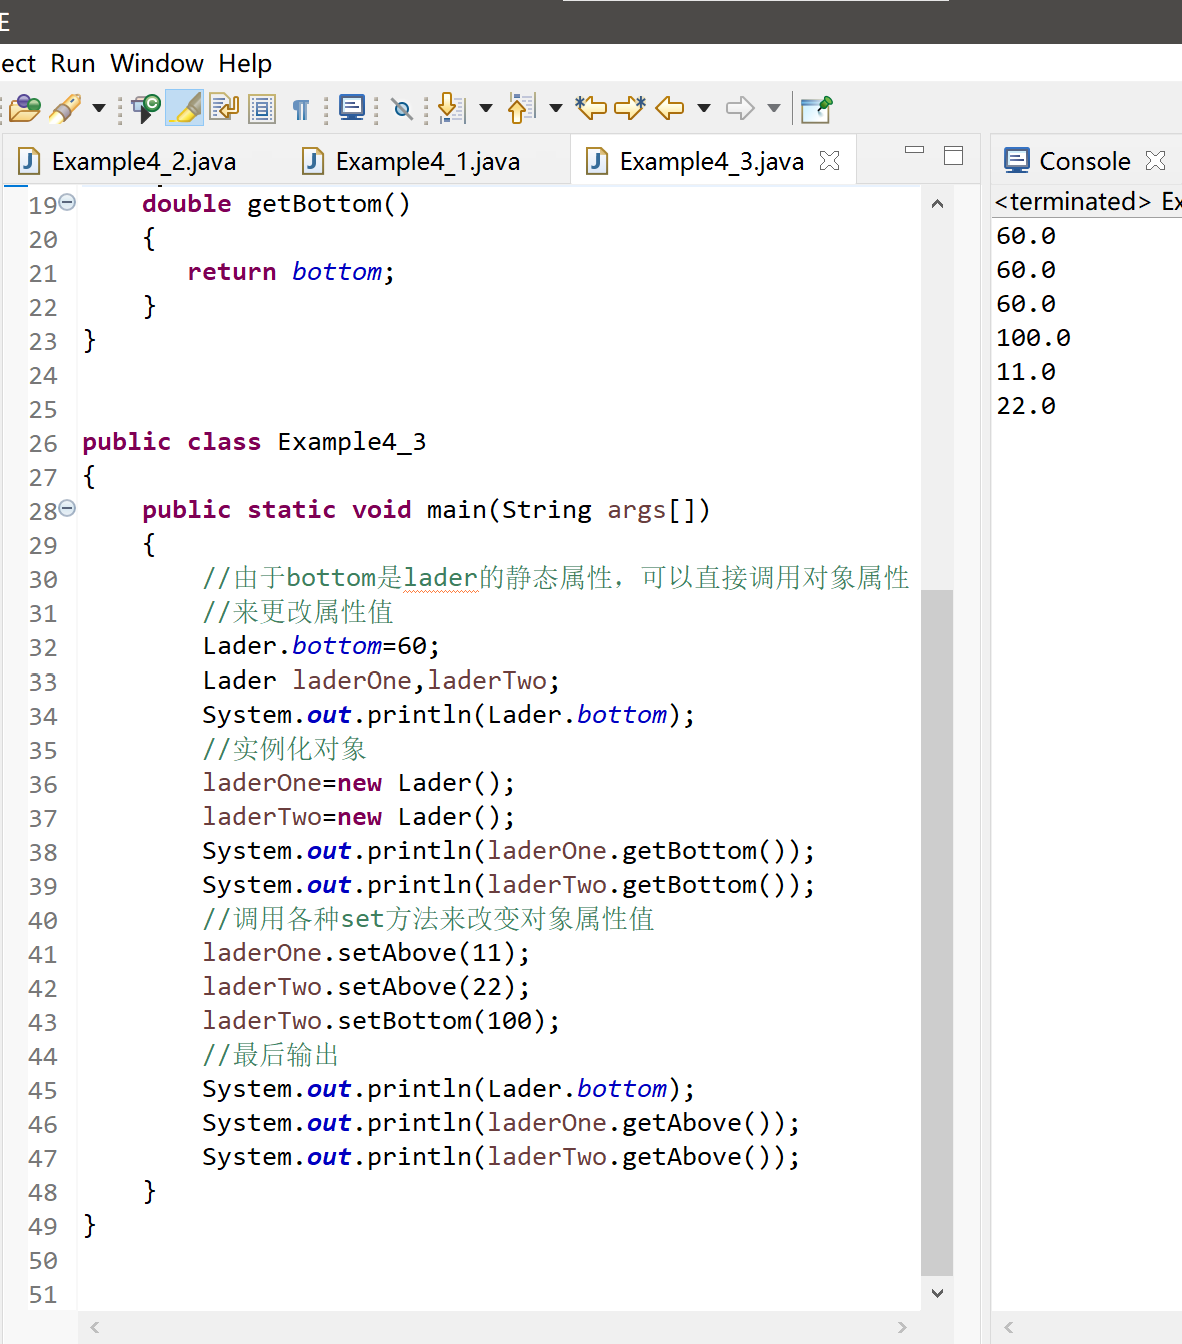 E
ect Run Window Help
Example4_2.java Example4_1.java Example4_3.java Console
<terminated> Ex
19 double getBottom()
20 {
21 return bottom;
22 }
23 }
24
25
26 public class Example4_3
27 {
28 public static void main(String args[])
29 {
30 //由于bottom是lader的静态属性，可以直接调用对象属性
31 //来更改属性值
32 Lader.bottom=60;
33 Lader laderOne,laderTwo;
34 System.out.println(Lader.bottom);
35 //实例化对象
36 laderOne=new Lader();
37 laderTwo=new Lader();
38 System.out.println(laderOne.getBottom());
39 System.out.println(laderTwo.getBottom());
40 //调用各种set方法来改变对象属性值
41 laderOne.setAbove(11);
42 laderTwo.setAbove(22);
43 laderTwo.setBottom(100);
44 //最后输出
45 System.out.println(Lader.bottom);
46 System.out.println(laderOne.getAbove());
47 System.out.println(laderTwo.getAbove());
48 }
49 }
50
51
60.0
60.0
60.0
100.0
11.0
22.0